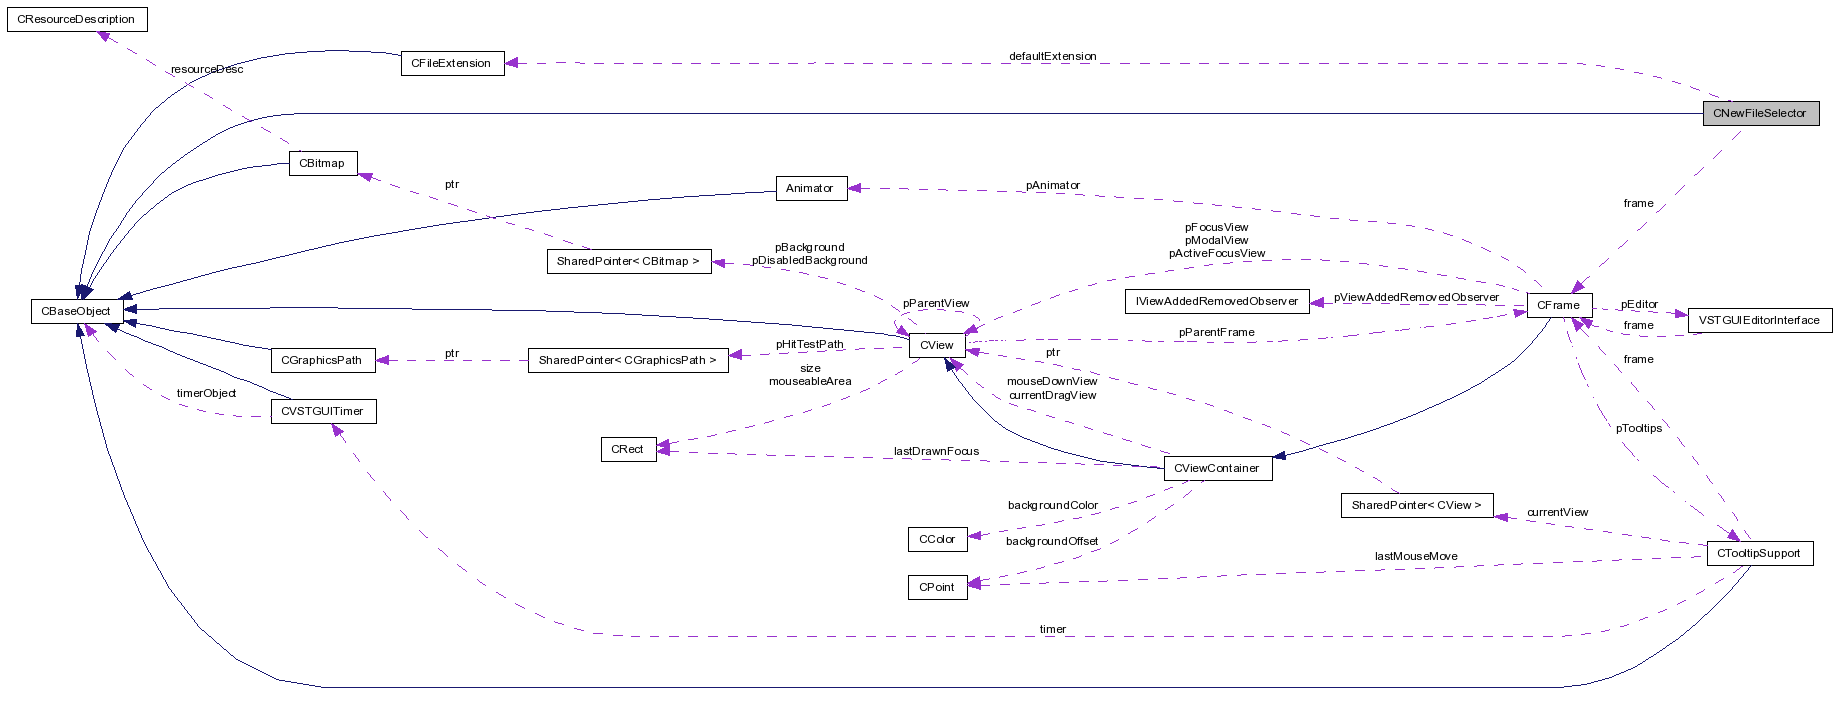 CResourceDescription
CFileExtension
defaultExtension
resourceDesc
CNewFileSelector
CBitmap
ptr
Animator
pAnimator
frame
pFocusView
pModalView
pActiveFocusView
pBackground
pDisabledBackground
SharedPointer< CBitmap >
CBaseObject
pParentView
IViewAddedRemovedObserver
pViewAddedRemovedObserver
CFrame
pEditor
VSTGUIEditorInterface
frame
pParentFrame
CView
pHitTestPath
CGraphicsPath
ptr
SharedPointer< CGraphicsPath >
ptr
frame
size
mouseableArea
mouseDownView
currentDragView
timerObject
CVSTGUITimer
pTooltips
CRect
lastDrawnFocus
CViewContainer
backgroundColor
SharedPointer< CView >
currentView
CColor
backgroundOffset
CTooltipSupport
lastMouseMove
CPoint
timer